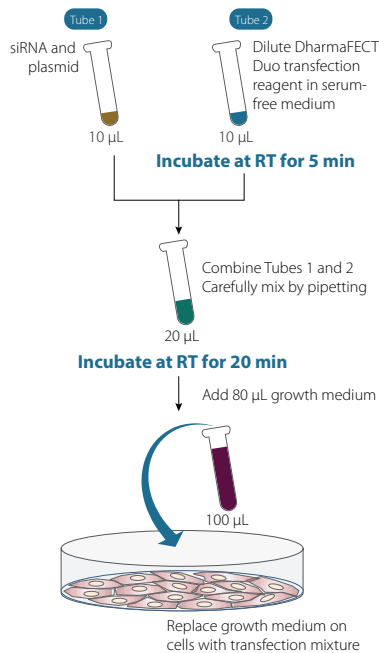 Tube 1
siRNA and
plasmid
10 µL
Tube 2
Dilute DharmaFECT
Duo transfection
reagent in serum-
free medium
10 µL
Incubate at RT for 5 min
Combine Tubes 1 and 2
Carefully mix by pipetting
20 µL
Incubate at RT for 20 min
Add 80 µL growth medium
100 µL
Replace growth medium on
cells with transfection mixture